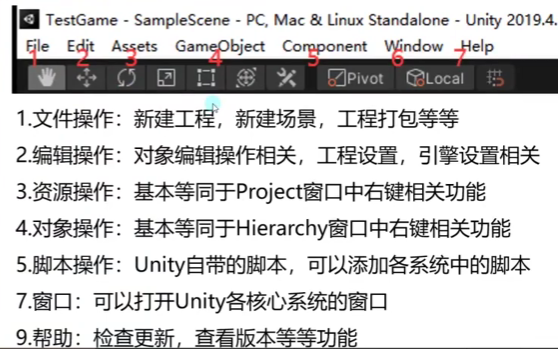 TestGame - SampleScene - PC, Mac & Linux Standalone - Unity 2019.4.
File Edit Assets GameObject Component Window Help
1 2 3 4 5 6 7
Pivot Local
1.文件操作：新建工程，新建场景，工程打包等等
2.编辑操作：对象编辑操作相关，工程设置，引擎设置相关
3.资源操作：基本等同于Project窗口中右键相关功能
4.对象操作：基本等同于Hierarchy窗口中右键相关功能
5.脚本操作：Unity自带的脚本，可以添加各系统中的脚本
7.窗口：可以打开Unity各核心系统的窗口
9.帮助：检查更新，查看版本等等功能